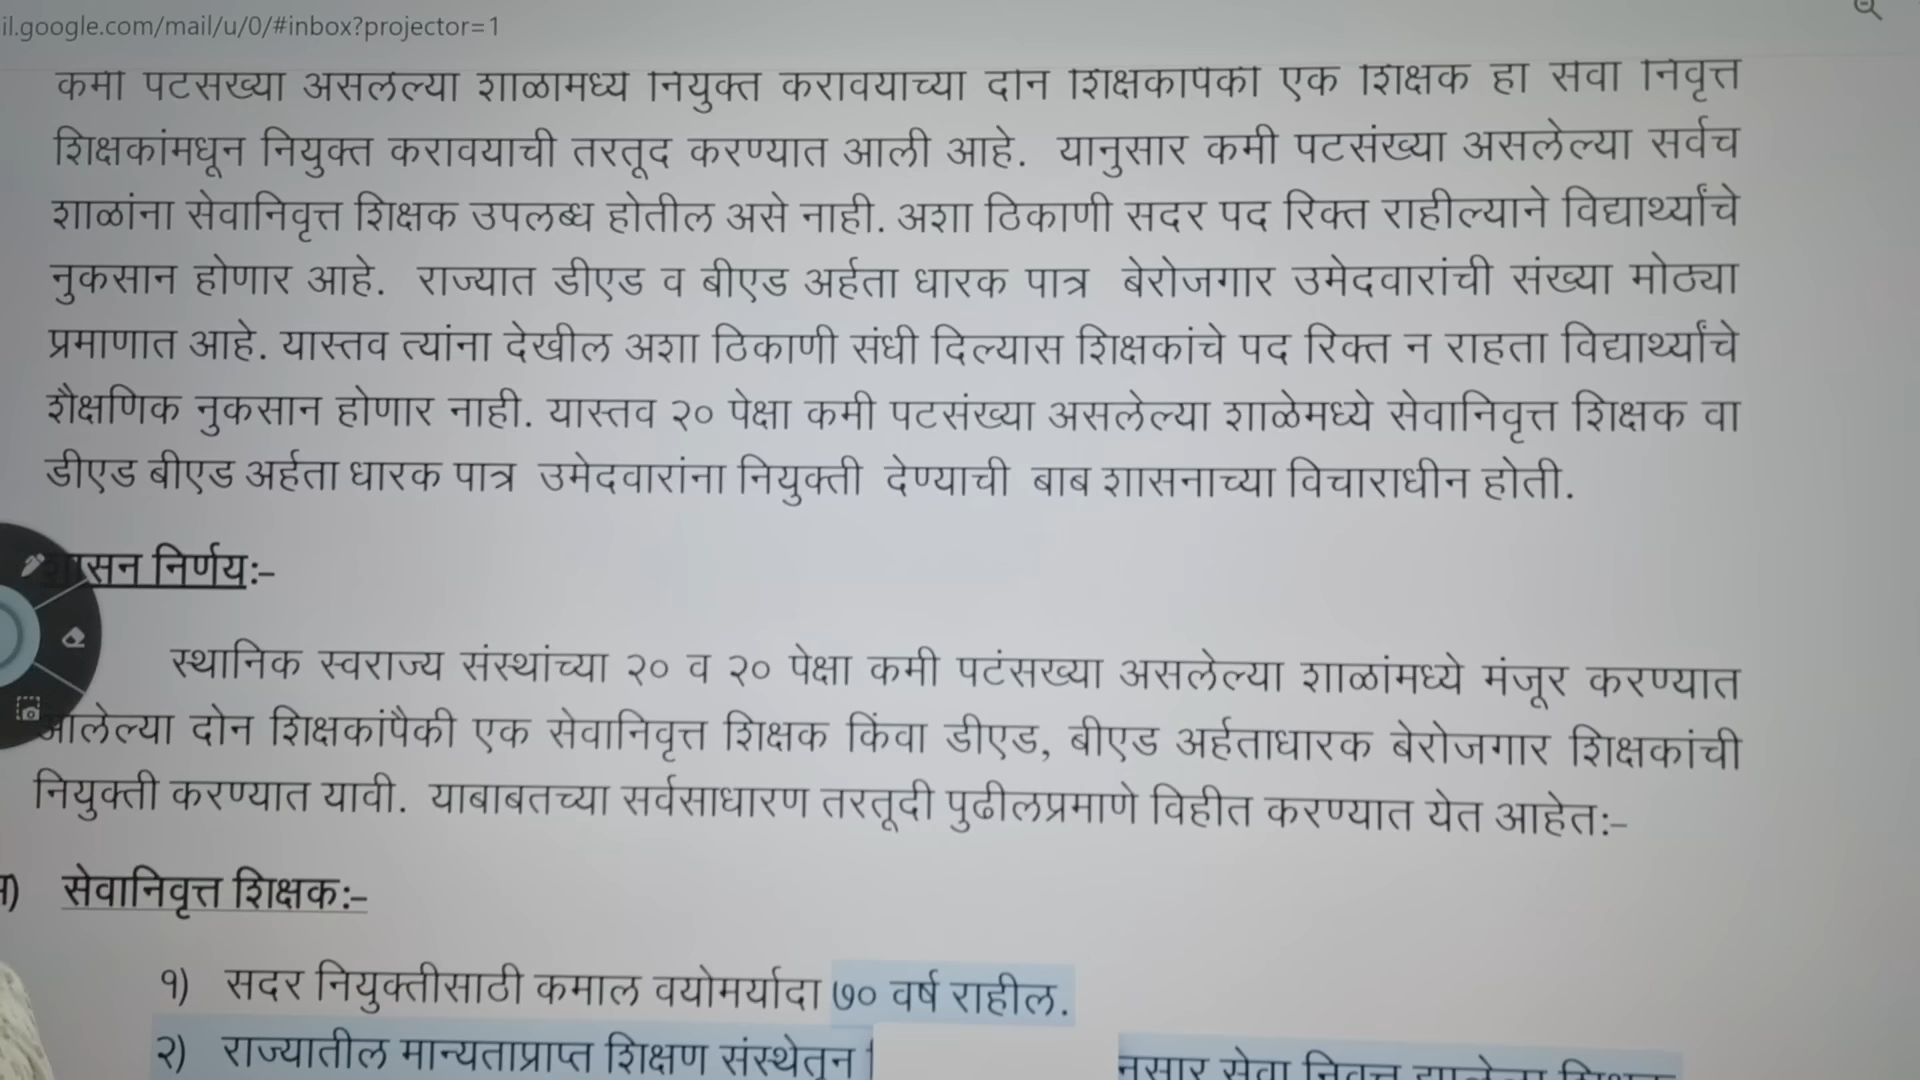 il.google.com/mail/u/0/#inbox?projector=1
कमी पटसंख्या असलेल्या शाळामध्ये नियुक्त करावयाच्या दोन शिक्षकांपैकी एक शिक्षक हा सेवा निवृत्त
शिक्षकांमधून नियुक्त करावयाची तरतूद करण्यात आली आहे. यानुसार कमी पटसंख्या असलेल्या सर्वच
शाळांना सेवानिवृत्त शिक्षक उपलब्ध होतील असे नाही. अशा ठिकाणी सदर पद रिक्त राहील्याने विद्यार्थ्यांचे
नुकसान होणार आहे. राज्यात डीएड व बीएड अर्हता धारक पात्र बेरोजगार उमेदवारांची संख्या मोठ्या
प्रमाणात आहे. यास्तव त्यांना देखील अशा ठिकाणी संधी दिल्यास शिक्षकांचे पद रिक्त न राहता विद्यार्थ्यांचे
शैक्षणिक नुकसान होणार नाही. यास्तव २० पेक्षा कमी पटसंख्या असलेल्या शाळेमध्ये सेवानिवृत्त शिक्षक वा
डीएड बीएड अर्हता धारक पात्र उमेदवारांना नियुक्ती देण्याची बाब शासनाच्या विचाराधीन होती.
शासन निर्णय:-
स्थानिक स्वराज्य संस्थांच्या २० व २० पेक्षा कमी पटंसख्या असलेल्या शाळांमध्ये मंजूर करण्यात
आलेल्या दोन शिक्षकांपैकी एक सेवानिवृत्त शिक्षक किंवा डीएड, बीएड अर्हताधारक बेरोजगार शिक्षकांची
नियुक्ती करण्यात यावी. याबाबतच्या सर्वसाधारण तरतूदी पुढीलप्रमाणे विहीत करण्यात येत आहेत:-
सेवानिवृत्त शिक्षक:-
१) सदर नियुक्तीसाठी कमाल वयोमर्यादा ७० वर्ष राहील.
२) राज्यातील मान्यताप्राप्त शिक्षण संस्थेतून नुसार सेवा निवृत्त झालेला शिक्षक